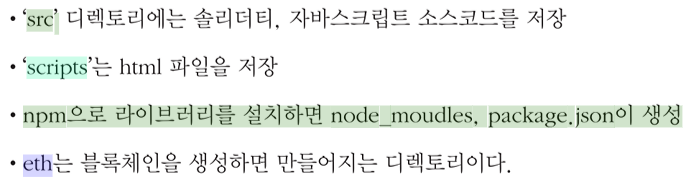 • ‘src’ 디렉토리에는 솔리더티, 자바스크립트 소스코드를 저장
• ‘scripts’는 html 파일을 저장
• npm으로 라이브러리를 설치하면 node_moudles, package.json이 생성
• eth는 블록체인을 생성하면 만들어지는 디렉토리이다.